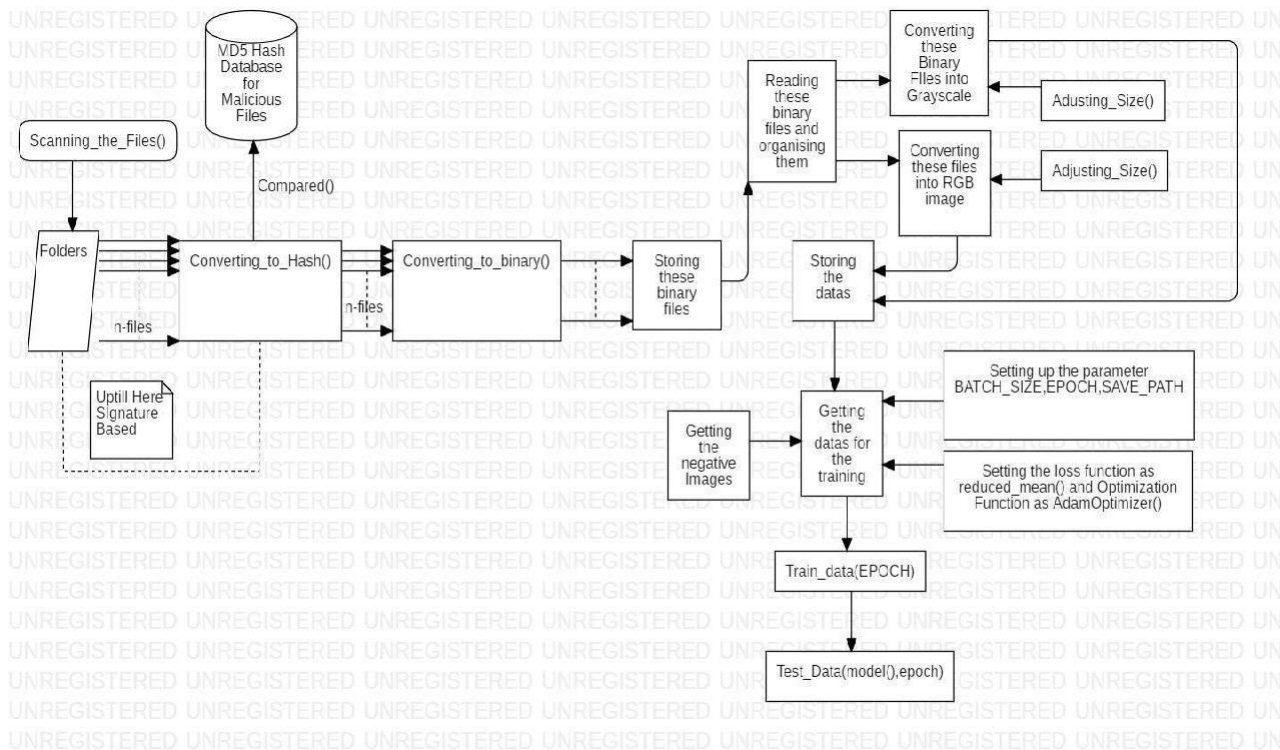 MD5 Hash
Database
for
Malicious
Files
Scanning_the_Files()
Compared()
Folders
n-files
Converting_to_Hash()
n-files
Converting_to_binary()
Uptill Here
Signature
Based
Storing
these
binary
files
Reading
these
binary
files and
organising
them
Converting
these
Binary
FIles into
Grayscale
Adusting_Size()
Converting
these files
into RGB
image
Adjusting_Size()
Storing
the
datas
Setting up the parameter
BATCH_SIZE,EPOCH,SAVE_PATH
Getting
the
negative
Images
Getting
the
datas for
the
training
Setting the loss function as
reduced_mean() and Optimization
Function as AdamOptimizer()
Train_data(EPOCH)
Test_Data(model(),epoch)
UNREGISTERED